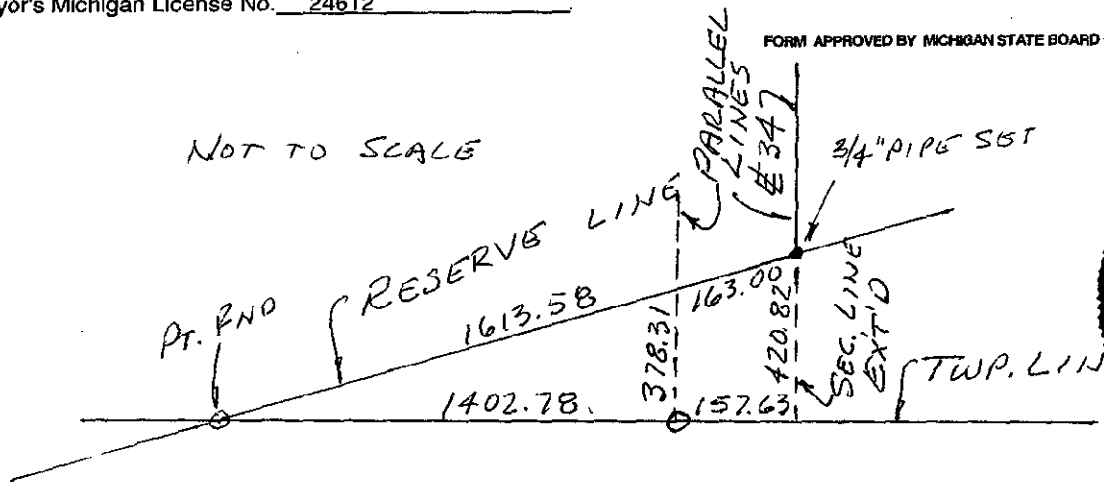 yor's Michigan License No. 24612
FORM APPROVED BY MICHIGAN STATE BOARD
NOT TO SCALE
PARALLEL
LINES
E 34
3/4" PIPE SET
RESERVE LINE
PT. FND
1613.58
163.00
378.31
420.82
SEC. LINE
EXT'D
TWP. LIN
1402.78
157.63